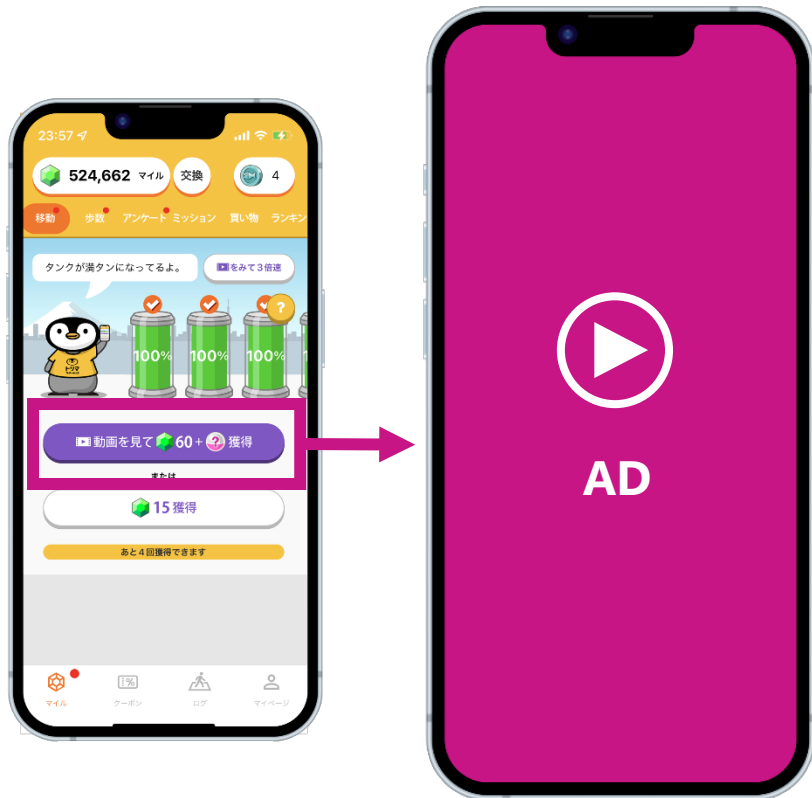 23:57
524,662 マイル
交換
4
移動
歩数
アンケート
ミッション
買い物
ランキン
タンクが満タンになってるよ。
をみて3倍速
?
100%
100%
100%
1
トリマ
動画を見て 60 + ? 獲得
または
15 獲得
あと4回獲得できます
マイル
クーポン
ログ
マイページ
AD